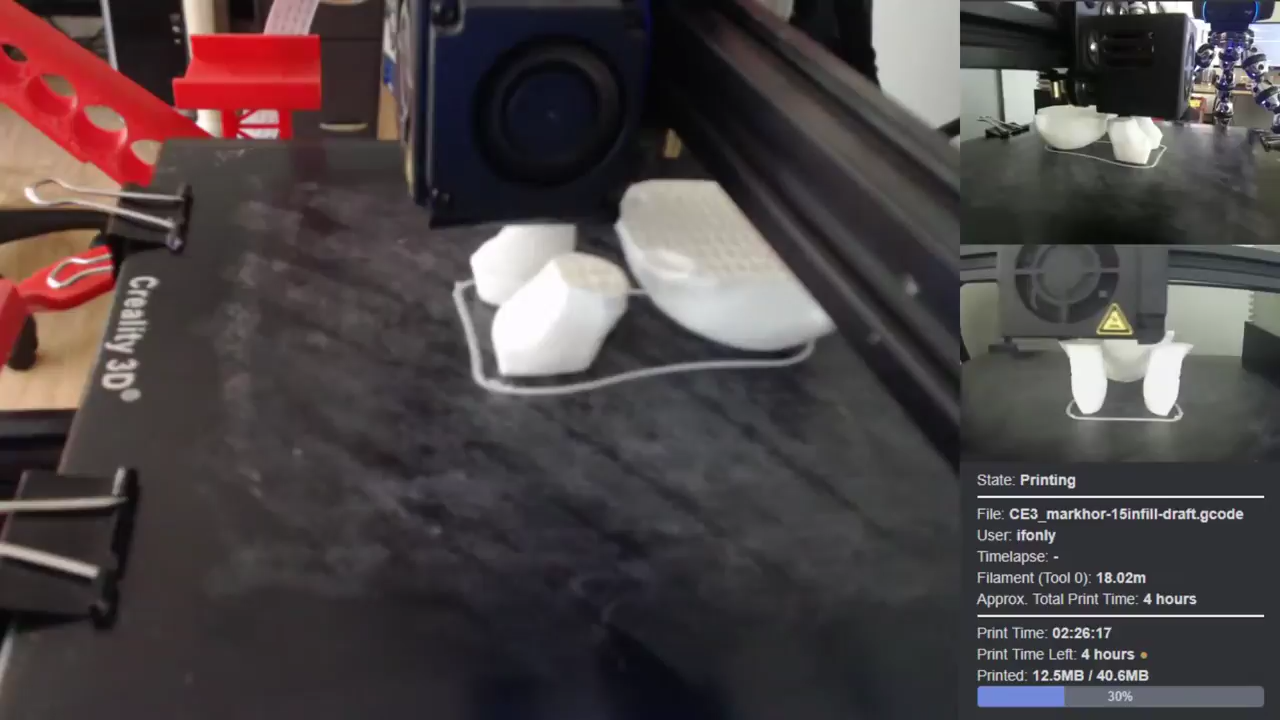 Creality 3D®
State: Printing
File: CE3_markhor-15infill-draft.gcode
User: ifonly
Timelapse: -
Filament (Tool 0): 18.02m
Approx. Total Print Time: 4 hours
Print Time: 02:26:17
Print Time Left: 4 hours
Printed: 12.5MB / 40.6MB
30%